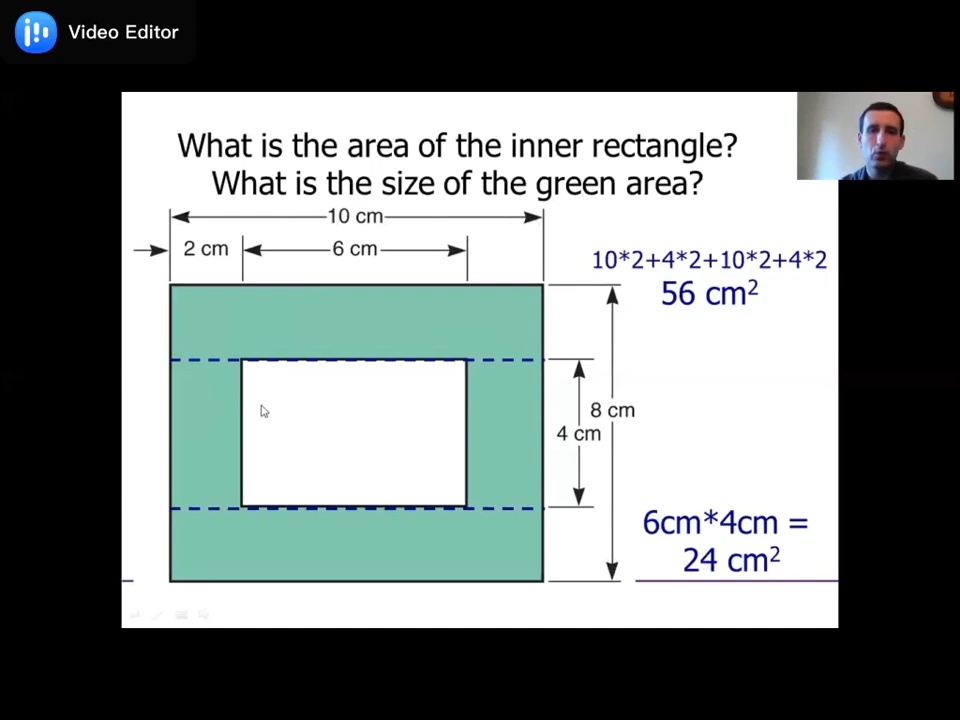 Video Editor
What is the area of the inner rectangle?
What is the size of the green area?
10 cm
2 cm
6 cm
10*2+4*2+10*2+4*2
56 cm²
8 cm
4 cm
6cm*4cm =
24 cm²